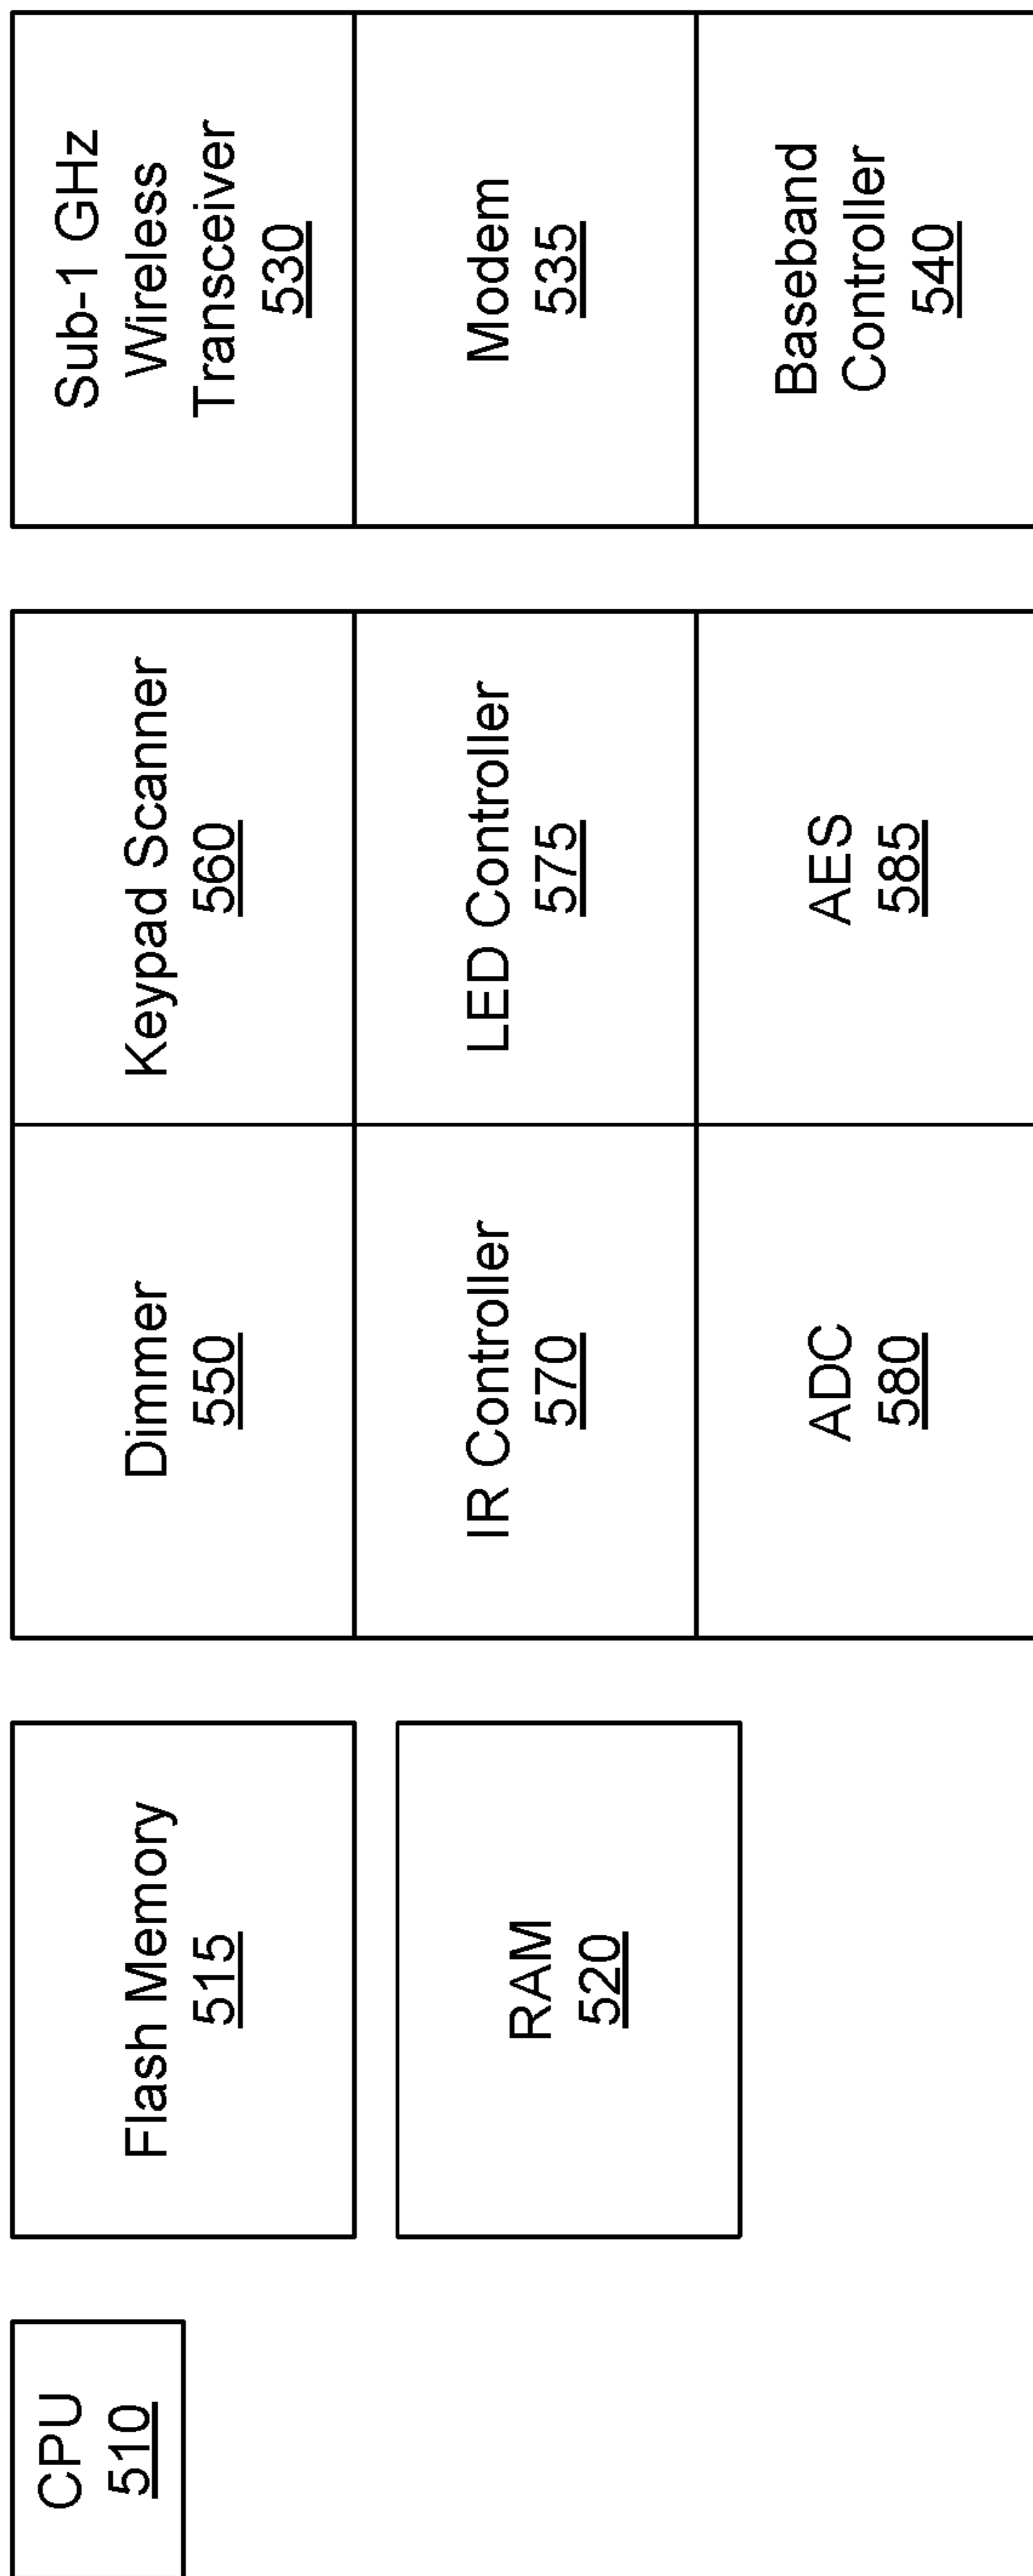 CPU
510
Flash Memory
515
RAM
520
Dimmer
550
Keypad Scanner
560
IR Controller
570
LED Controller
575
ADC
580
AES
585
Sub-1 GHz
Wireless
Transceiver
530
Modem
535
Baseband
Controller
540